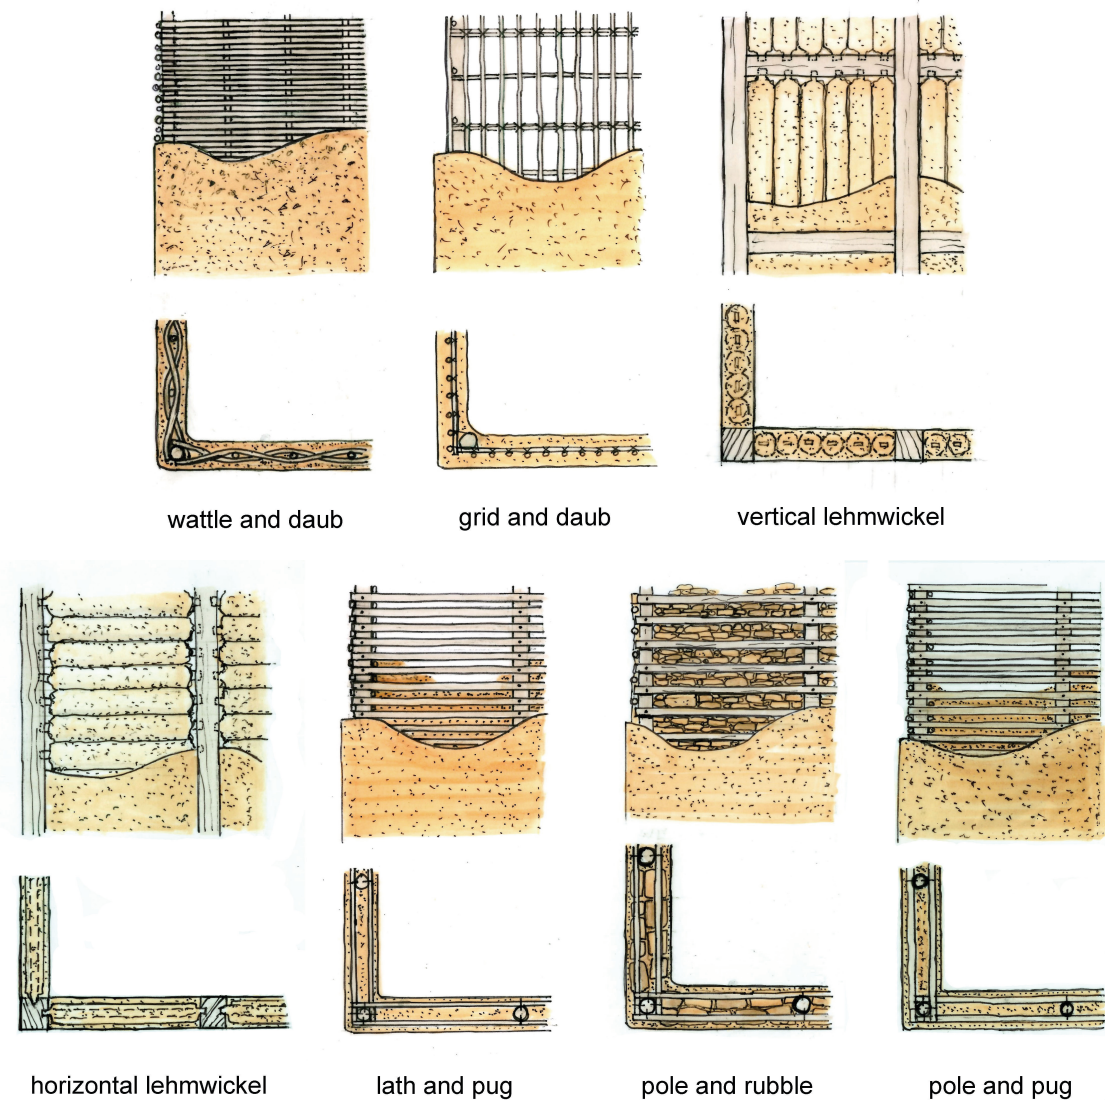 wattle and daub
grid and daub
vertical lehmwickel
horizontal lehmwickel
lath and pug
pole and rubble
pole and pug